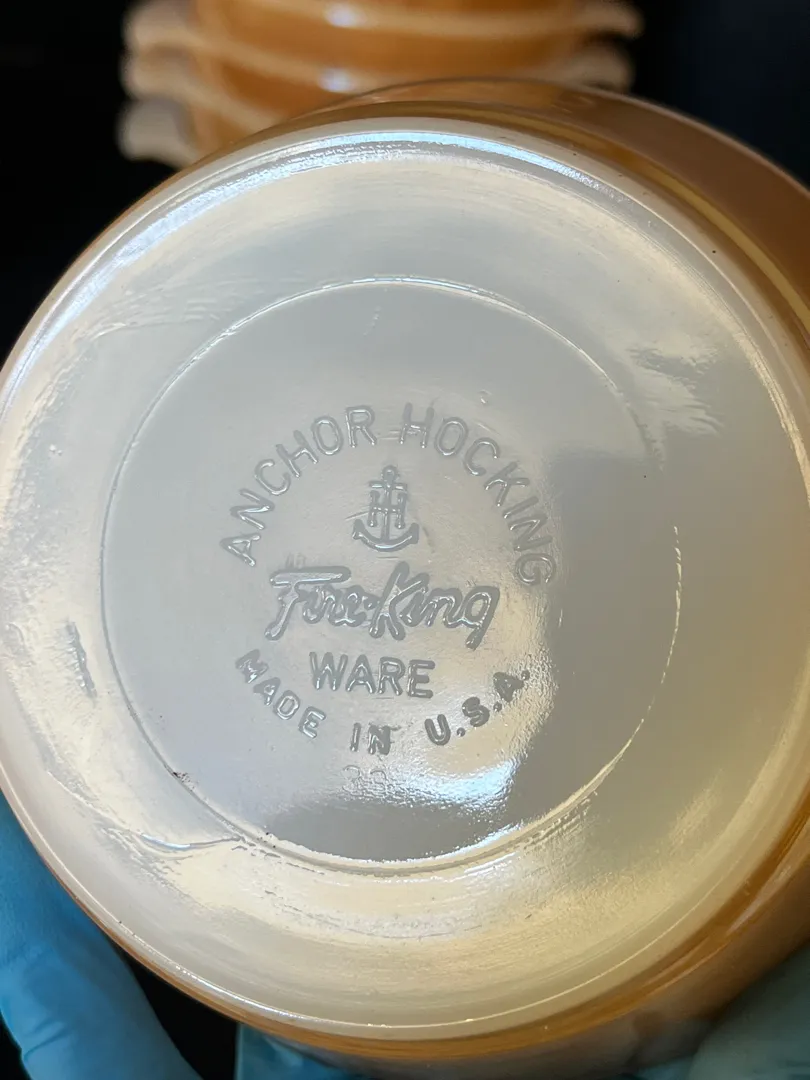 ANCHOR HOCKING
H
Fire-King
WARE
MADE IN U.S.A.